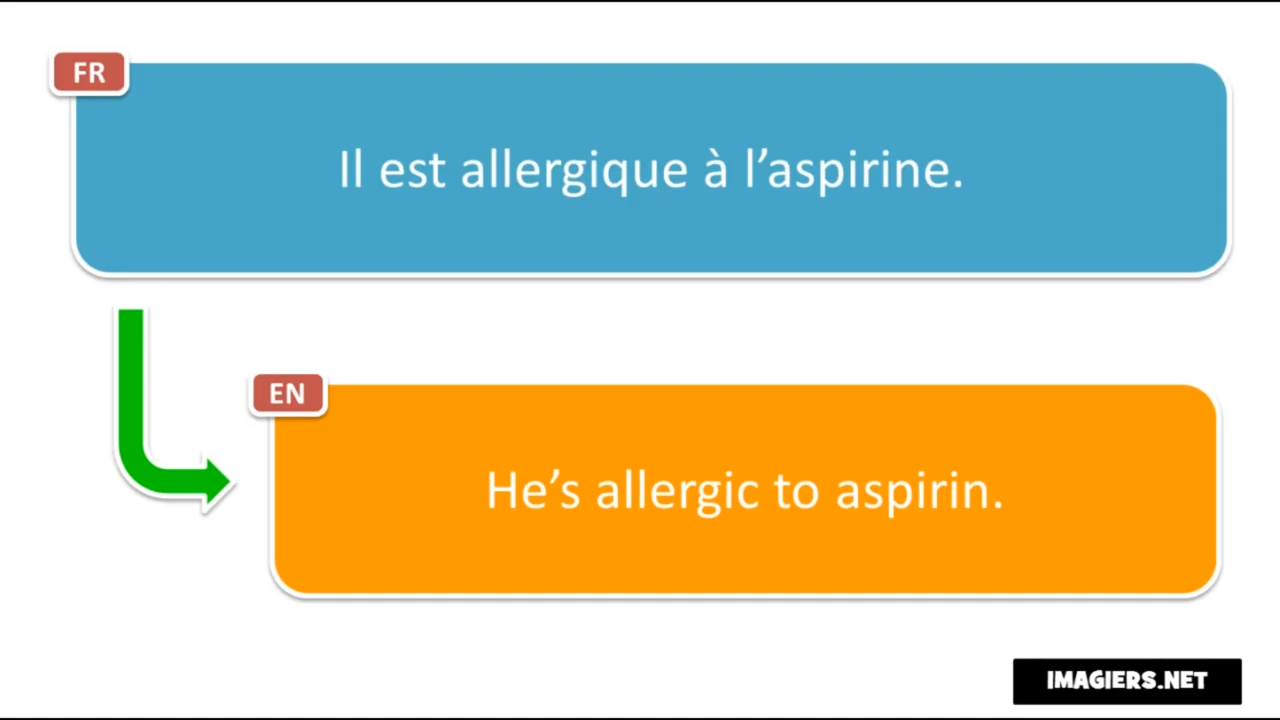 FR
Il est allergique à l’aspirine.
EN
He’s allergic to aspirin.
IMAGIERS.NET